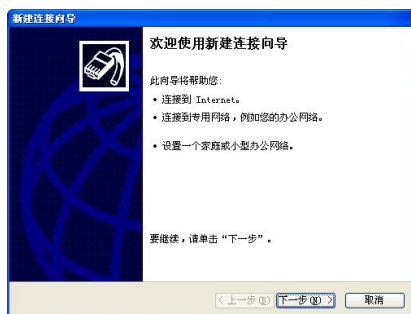 新建连接向导
欢迎使用新建连接向导
此向导将帮助您:
• 连接到 Internet。
• 连接到专用网络，例如您的办公网络。
• 设置一个家庭或小型办公网络。
要继续，请单击“下一步”。
< 上一步(B) 下一步(N) > 取消